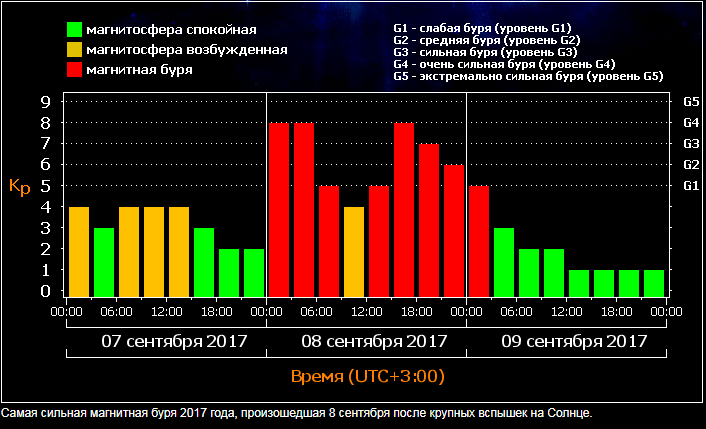 магнитосфера спокойная
магнитосфера возбужденная
магнитная буря
G1 - слабая буря (уровень G1)
G2 - средняя буря (уровень G2)
G3 - сильная буря (уровень G3)
G4 - очень сильная буря (уровень G4)
G5 - экстремально сильная буря (уровень G5)
9 G5
8 G4
7 G3
6 G2
Kp 5 G1
4
3
2
1
0
00:00 06:00 12:00 18:00 00:00 06:00 12:00 18:00 00:00 06:00 12:00 18:00 00:00
07 сентября 2017 08 сентября 2017 09 сентября 2017
Время (UTC+3:00)
Самая сильная магнитная буря 2017 года, произошедшая 8 сентября после крупных вспышек на Солнце.